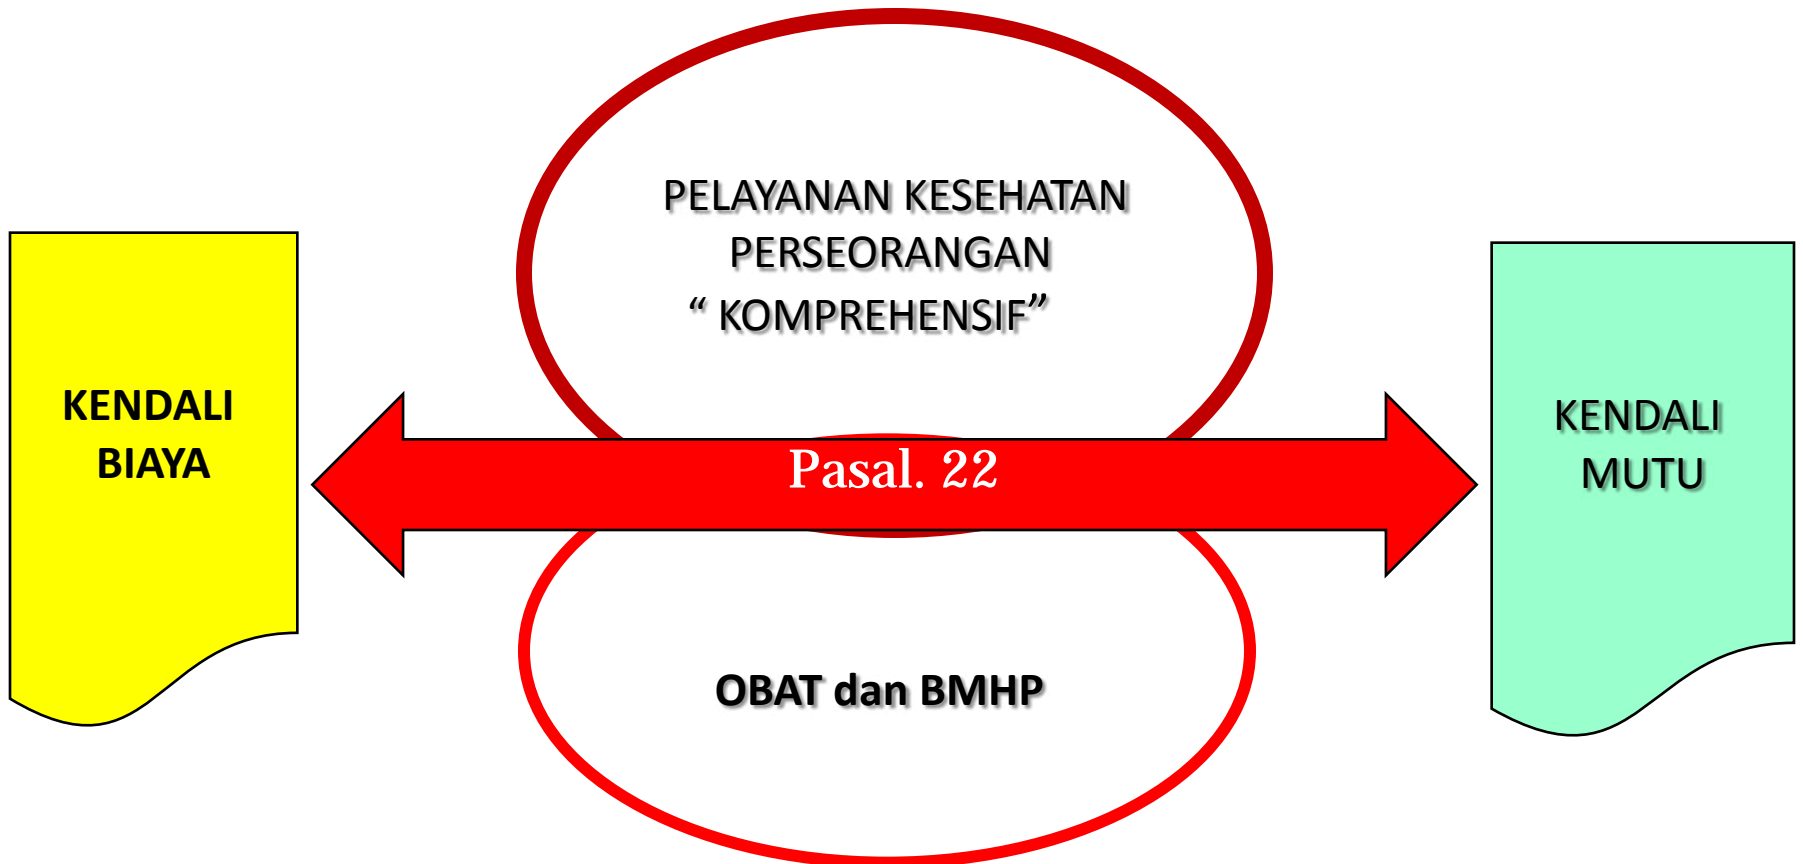 PELAYANAN KESEHATAN
PERSEORANGAN
“ KOMPREHENSIF”
KENDALI
BIAYA
Pasal. 22
KENDALI
MUTU
OBAT dan BMHP